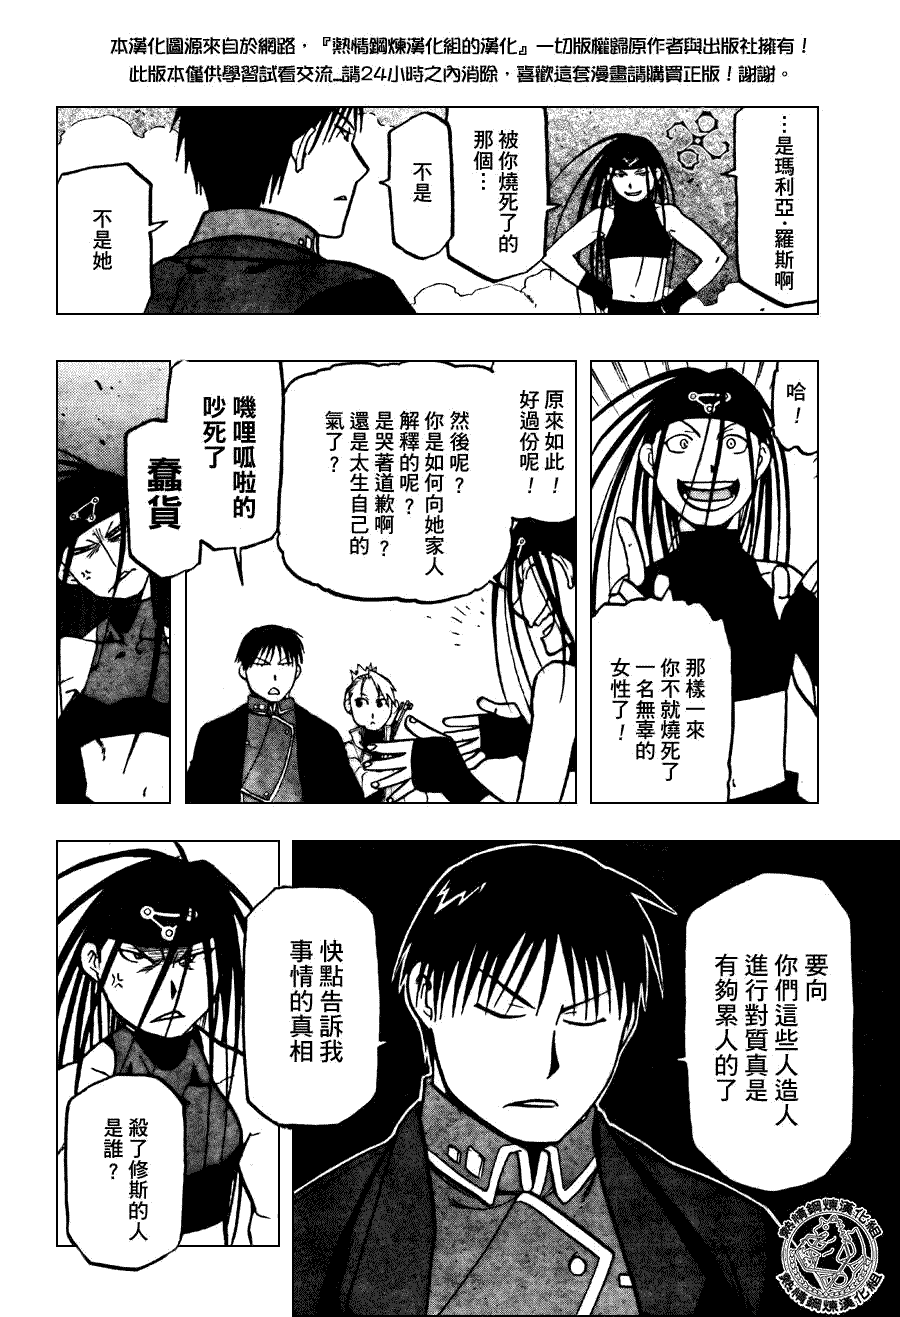 本漢化圖源來自於網路，『熱情鋼煉漢化組的漢化』一切版權歸原作者與出版社擁有！
此版本僅供學習試看交流_請24小時之內消除，喜歡這套漫畫請購買正版！謝謝。
…是瑪利亞·羅斯啊
被你燒死了的
那個…
不是
不是她
哈！
那樣一來
你不就燒死了
一名無辜的
女性了！
原來如此！
好過份呢！
然後呢？
你是如何向她家人
解釋的呢？
是哭著道歉啊？
還是太生自己的
氣了？
嘰哩呱啦的
吵死了
蠢貨
要向
你們這些人造人
進行對質真是
有夠累人的了
快點告訴我
事情的真相
殺了修斯的人
是誰？
熱情鋼煉漢化組
熱情鋼煉漢化組